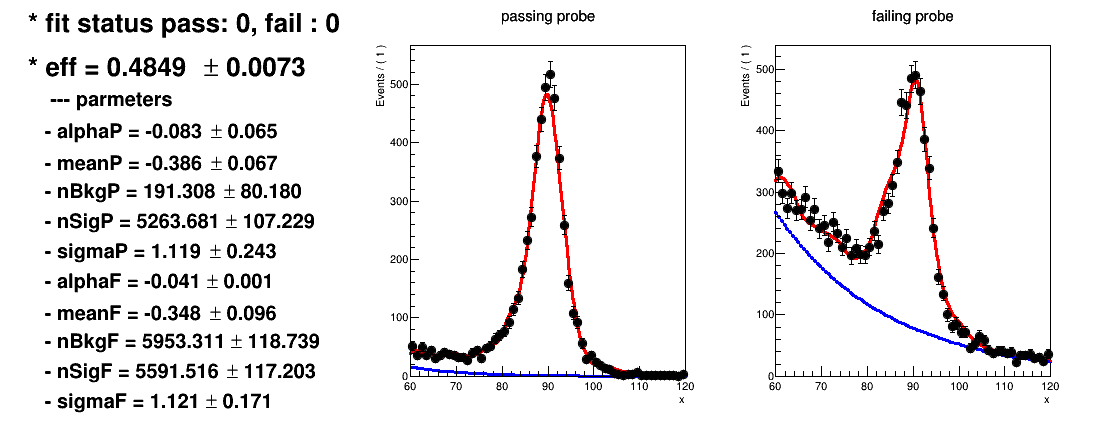 * fit status pass: 0, fail : 0
* eff = 0.4849 ± 0.0073
--- parmeters
- alphaP = -0.083 ± 0.065
- meanP = -0.386 ± 0.067
- nBkgP = 191.308 ± 80.180
- nSigP = 5263.681 ± 107.229
- sigmaP = 1.119 ± 0.243
- alphaF = -0.041 ± 0.001
- meanF = -0.348 ± 0.096
- nBkgF = 5953.311 ± 118.739
- nSigF = 5591.516 ± 117.203
- sigmaF = 1.121 ± 0.171
passing probe
Events / ( 1 )
500
400
300
200
100
0
60 70 80 90 100 110 120
x
failing probe
Events / ( 1 )
500
400
300
200
100
0
60 70 80 90 100 110 120
x